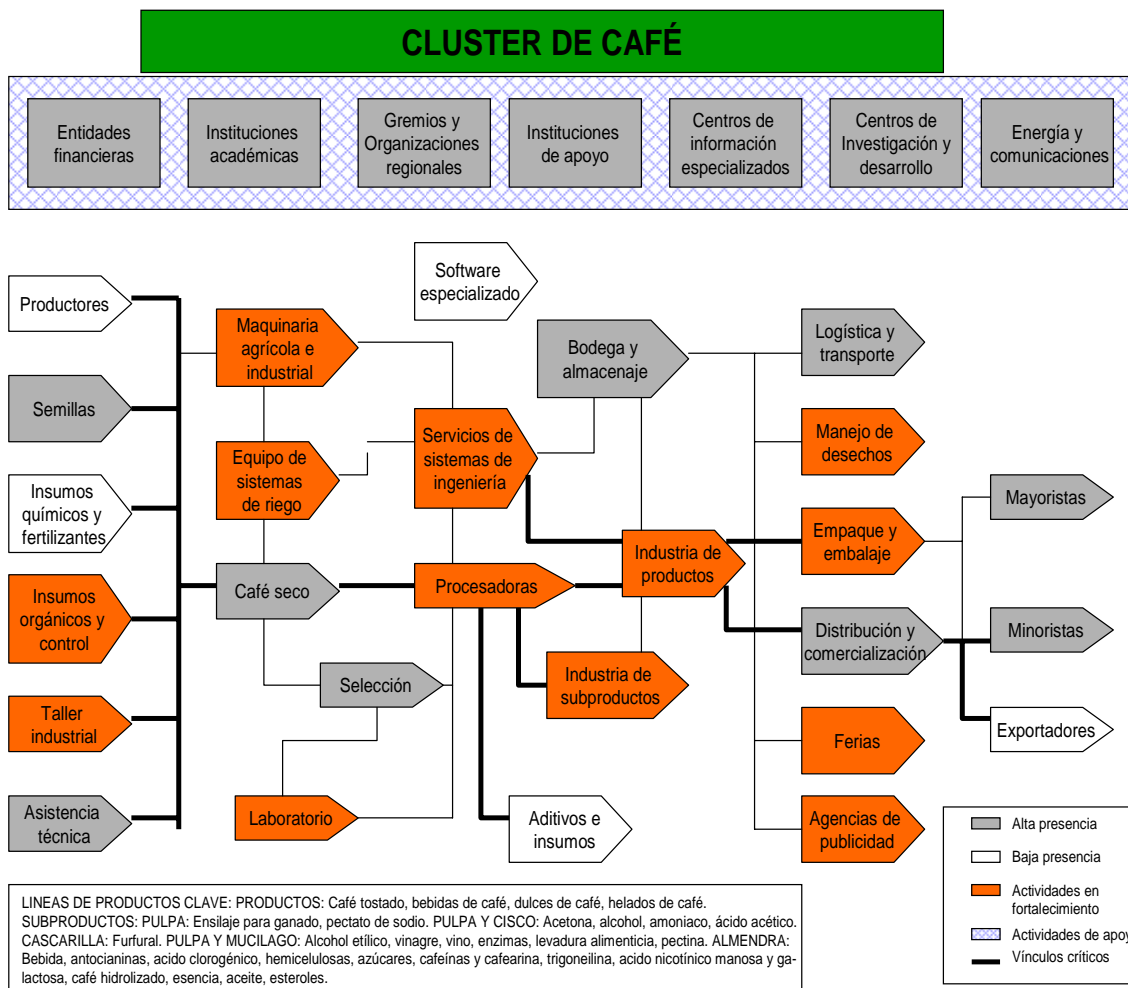 CLUSTER DE CAFÉ
Entidades
financieras
Instituciones
académicas
Gremios y
Organizaciones
regionales
Instituciones
de apoyo
Centros de
información
especializados
Centros de
Investigación y
desarrollo
Energía y
comunicaciones
Productores
Semillas
Insumos
químicos y
fertilizantes
Insumos
orgánicos y
control
Taller
industrial
Asistencia
técnica
Maquinaria
agrícola e
industrial
Equipo de
sistemas
de riego
Café seco
Selección
Laboratorio
Software
especializado
Servicios de
sistemas de
ingeniería
Procesadoras
Industria de
subproductos
Aditivos e
insumos
Bodega y
almacenaje
Industria de
productos
Logística y
transporte
Manejo de
desechos
Empaque y
embalaje
Distribución y
comercialización
Ferias
Agencias de
publicidad
Mayoristas
Minoristas
Exportadores
Alta presencia
Baja presencia
Actividades en
fortalecimiento
Actividades de apoy
Vínculos críticos
LINEAS DE PRODUCTOS CLAVE: PRODUCTOS: Café tostado, bebidas de café, dulces de café, helados de café.
SUBPRODUCTOS: PULPA: Ensilaje para ganado, pectato de sodio. PULPA Y CISCO: Acetona, alcohol, amoniaco, ácido acético.
CASCARILLA: Furfural. PULPA Y MUCILAGO: Alcohol etílico, vinagre, vino, enzimas, levadura alimenticia, pectina. ALMENDRA:
Bebida, antocianinas, acido clorogénico, hemicelulosas, azúcares, cafeínas y cafearina, trigoneilina, acido nicotínico manosa y ga-
lactosa, café hidrolizado, esencia, aceite, esteroles.